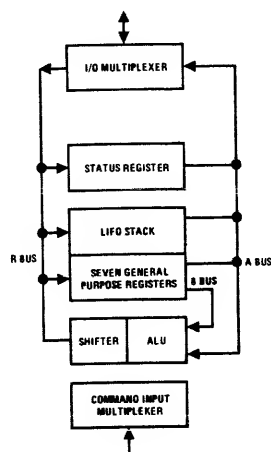 I/O MULTIPLEXER
STATUS REGISTER
LIFO STACK
R BUS
A BUS
SEVEN GENERAL
PURPOSE REGISTERS
B BUS
SHIFTER
ALU
COMMAND INPUT
MULTIPLEXER